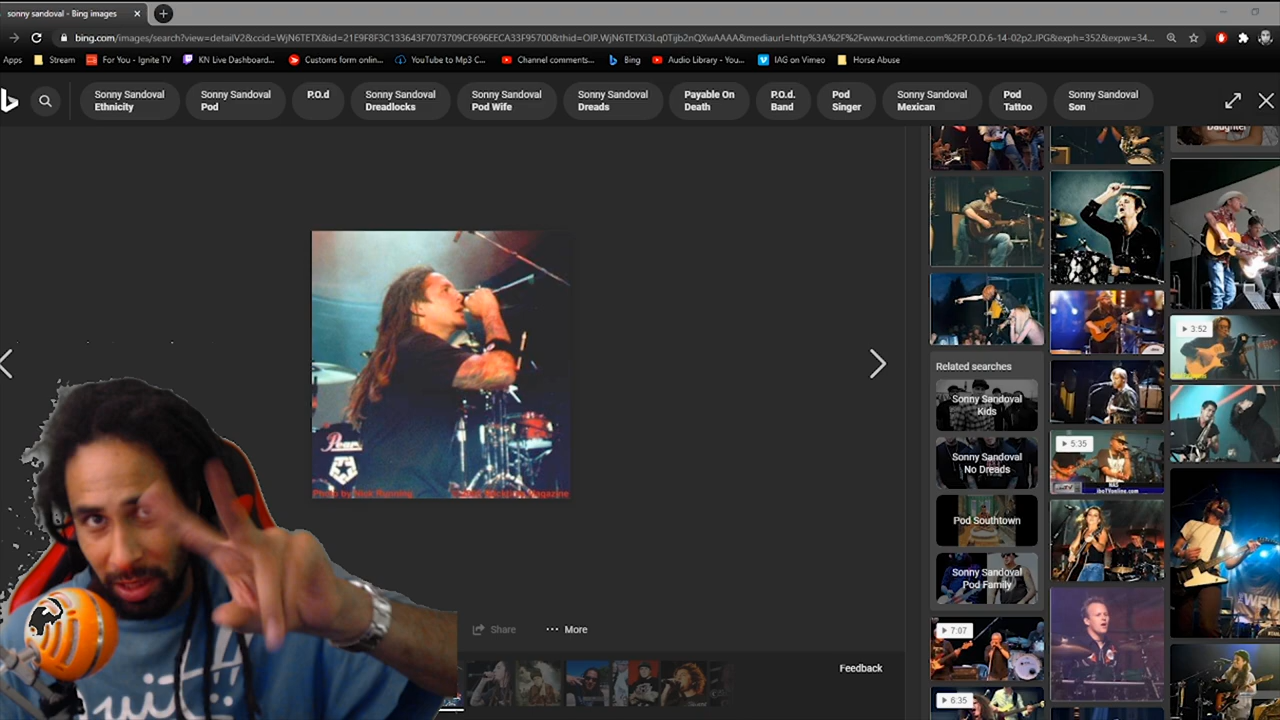 sonny sandoval - Bing images
bing.com/images/search?view=detailV2&ccid=WjN6TETX&id=21E9F8F3C133643F7073709CF696EECA33F95700&thid=OIP.WjN6TETXi3Lq0Tijb2nQXwAAAA&mediaurl=http%3A%2F%2Fwww.rocktime.com%2FP.O.D.6-14-02p2.JPG&exph=352&expw=34...
Apps Stream For You - Ignite TV KN Live Dashboard... Customs form onlin... YouTube to Mp3 C... Channel comments... Bing Audio Library - You... IAG on Vimeo Horse Abuse
Sonny Sandoval Ethnicity
Sonny Sandoval Pod
P.O.d
Sonny Sandoval Dreadlocks
Sonny Sandoval Pod Wife
Sonny Sandoval Dreads
Payable On Death
P.O.d. Band
Pod Singer
Sonny Sandoval Mexican
Pod Tattoo
Sonny Sandoval Son
Daughter
3:52
Related searches
Sonny Sandoval
Kids
5:35
Sonny Sandoval
No Dreads
Pod Southtown
Sonny Sandoval
Pod Family
7:07
6:35
Pearl
Photo by
Magazine
Share
More
Feedback